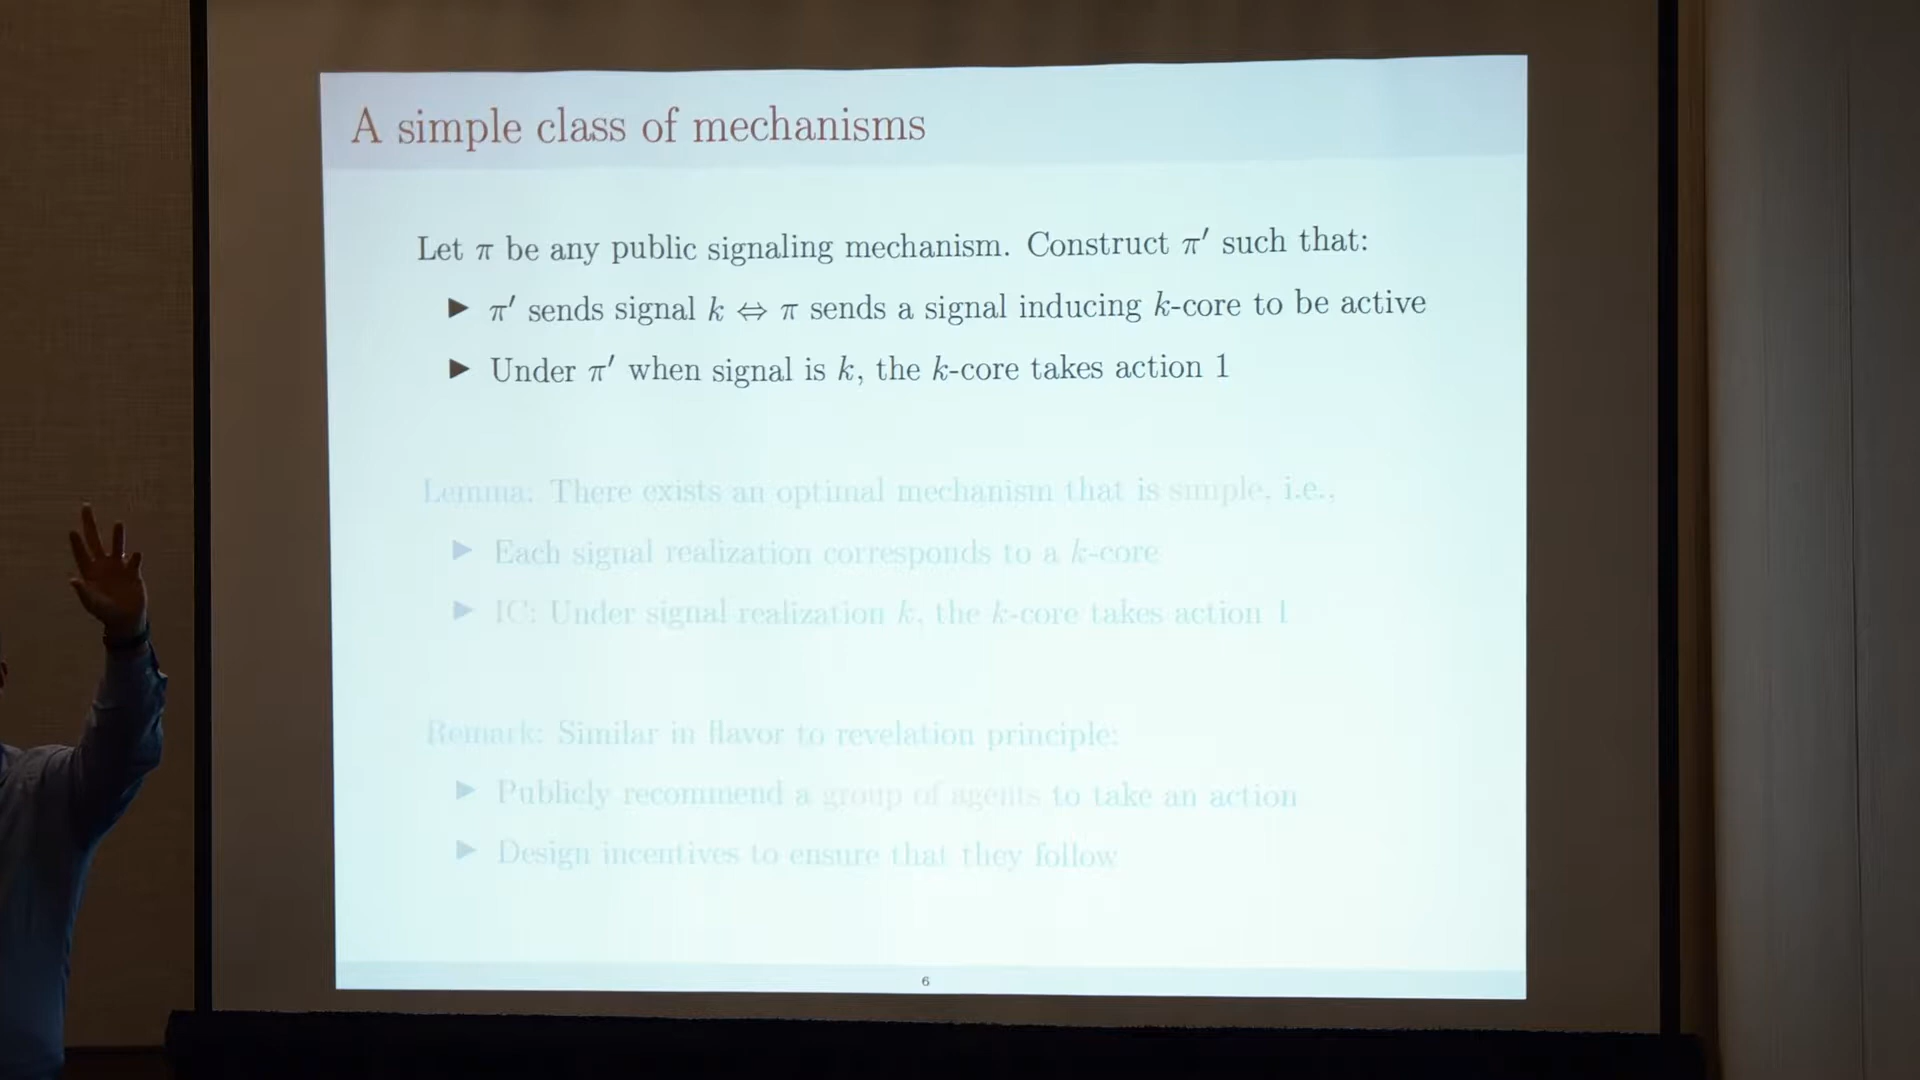 A simple class of mechanisms
Let π be any public signaling mechanism. Construct π′ such that:
▶ π′ sends signal k ⇔ π sends a signal inducing k-core to be active
▶ Under π′ when signal is k, the k-core takes action 1
Lemma: There exists an optimal mechanism that is simple, i.e.,
▶ Each signal realization corresponds to a k-core
▶ IC: Under signal realization k, the k-core takes action 1
Remark: Similar in flavor to revelation principle:
▶ Publicly recommend a group of agents to take an action
▶ Design incentives to ensure that they follow
6